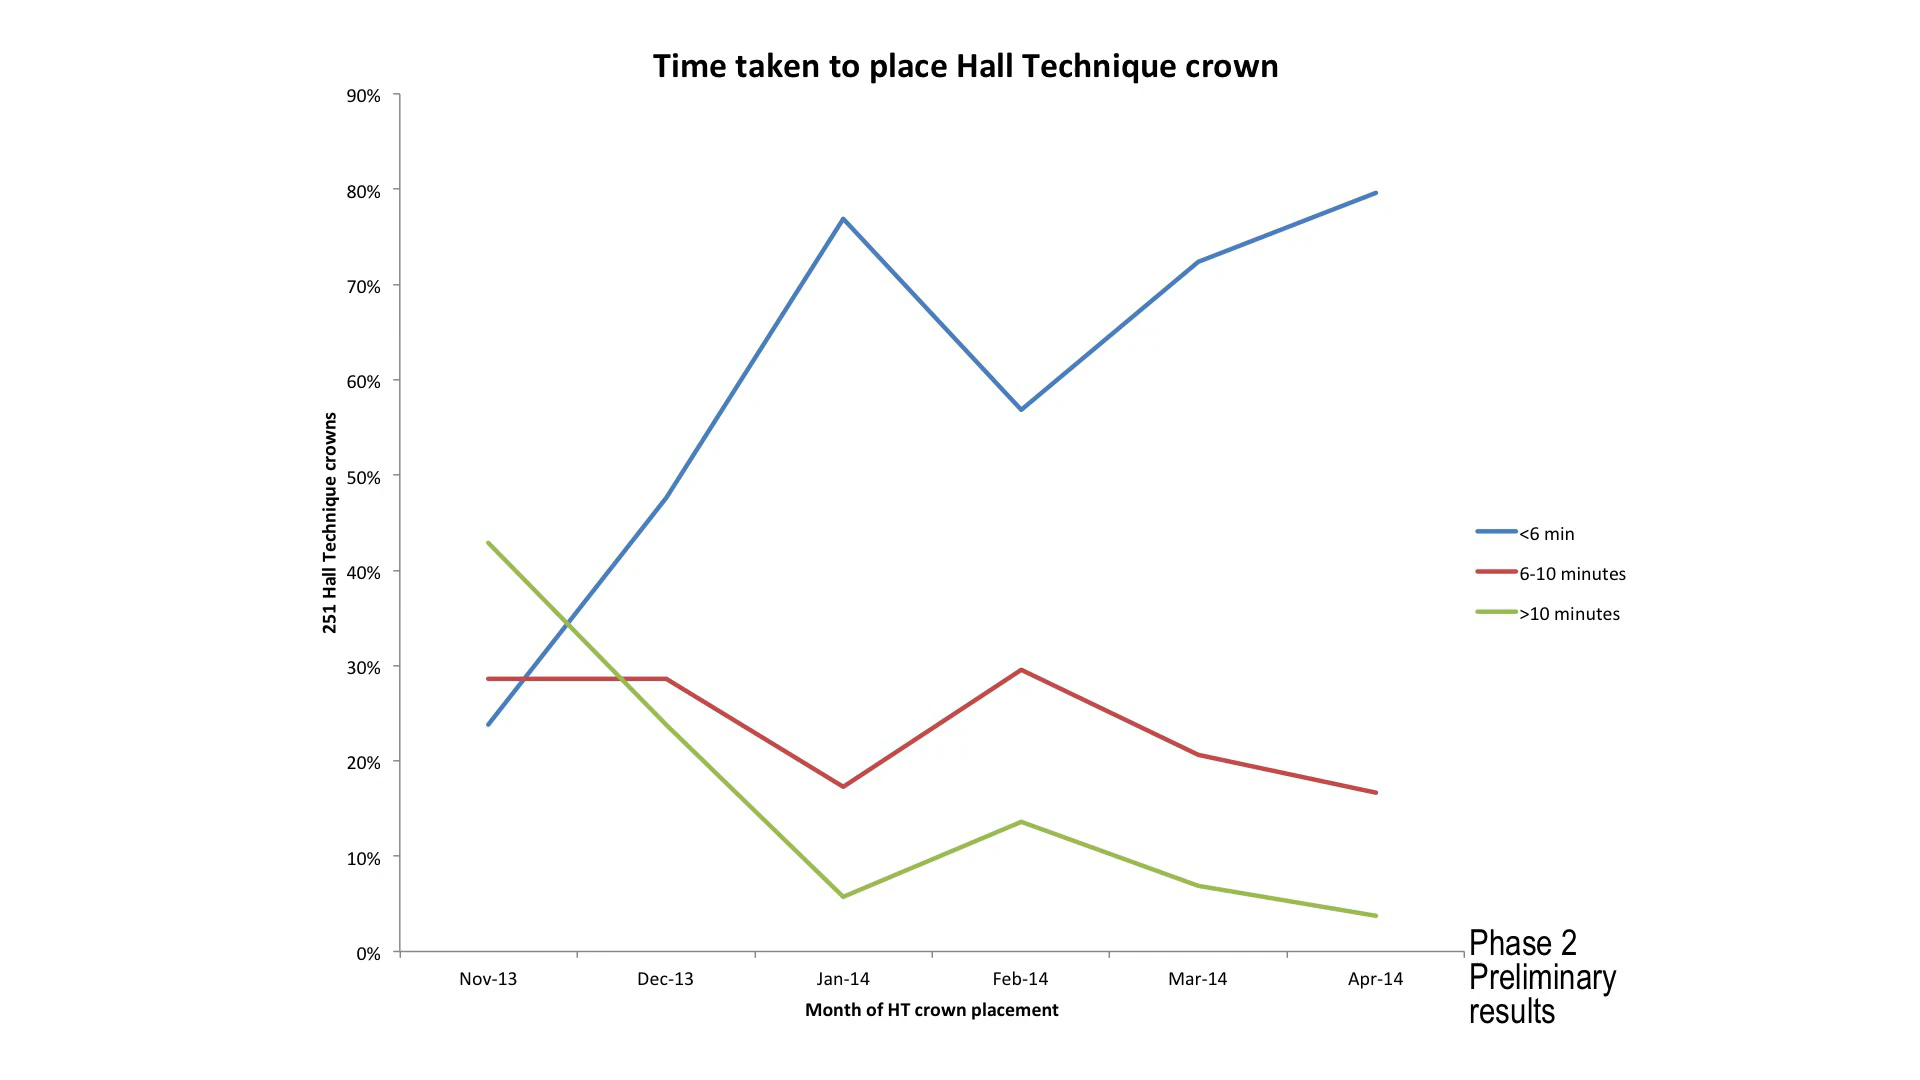 Time taken to place Hall Technique crown
90%
80%
70%
60%
50%
40%
30%
20%
10%
0%
251 Hall Technique crowns
Nov-13
Dec-13
Jan-14
Feb-14
Mar-14
Apr-14
Month of HT crown placement
<6 min
6-10 minutes
>10 minutes
Phase 2
Preliminary
results